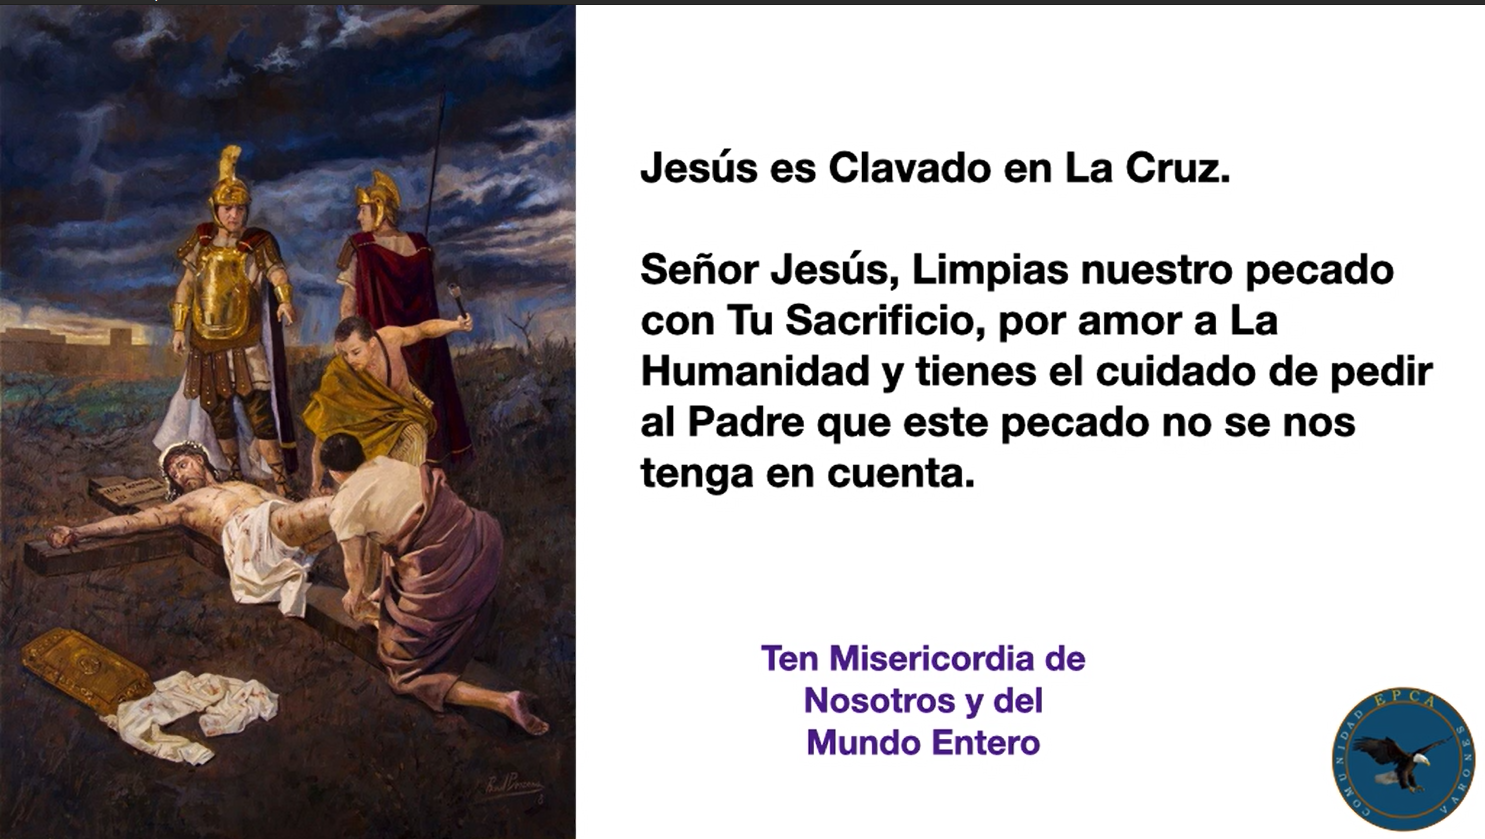 Jesús es Clavado en La Cruz.
Señor Jesús, Limpias nuestro pecado
con Tu Sacrificio, por amor a La
Humanidad y tienes el cuidado de pedir
al Padre que este pecado no se nos
tenga en cuenta.
Ten Misericordia de
Nosotros y del
Mundo Entero
COMUNIDAD EPCA SENORVA